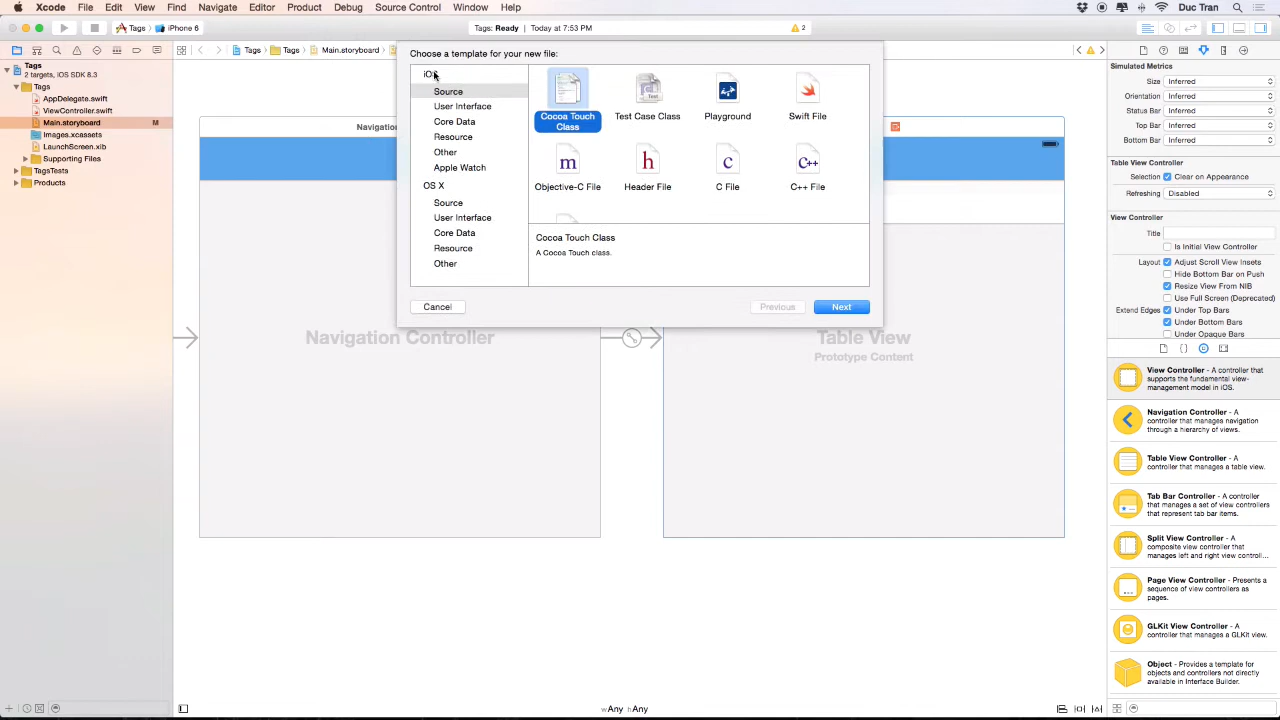 Xcode File Edit View Find Navigate Editor Product Debug Source Control Window Help Duc Tran
Tags iPhone 6 Tags: Ready Today at 7:53 PM 2
Tags Tags Main.storyboard
Choose a template for your new file:
Tags
2 targets, iOS SDK 8.3
Tags
AppDelegate.swift
ViewController.swift
Main.storyboard M
Images.xcassets
LaunchScreen.xib
Supporting Files
TagsTests
Products
iOS
Source
User Interface
Core Data
Resource
Other
Apple Watch
OS X
Source
User Interface
Core Data
Resource
Other
Cocoa Touch
Class
Test Case Class
Playground
Swift File
m
h
c
c++
Objective-C File
Header File
C File
C++ File
Cocoa Touch Class
A Cocoa Touch class.
Cancel
Previous
Next
Navigation Controller
Table View
Prototype Content
Simulated Metrics
Size Inferred
Orientation Inferred
Status Bar Inferred
Top Bar Inferred
Bottom Bar Inferred
Table View Controller
Selection Clear on Appearance
Refreshing Disabled
View Controller
Title
Is Initial View Controller
Layout Adjust Scroll View Insets
Hide Bottom Bar on Push
Resize View From NIB
Use Full Screen (Deprecated)
Extend Edges Under Top Bars
Under Bottom Bars
Under Opaque Bars
View Controller - A controller that
supports the fundamental view-
management model in iOS.
Navigation Controller - A
controller that manages navigation
through a hierarchy of views.
Table View Controller - A
controller that manages a table view.
Tab Bar Controller - A controller
that manages a set of view controllers
that represent tab bar items.
Split View Controller - A
composite view controller that
manages left and right view controll...
Page View Controller - Presents a
sequence of view controllers as
pages.
GLKit View Controller - A
controller that manages a GLKit view.
Object - Provides a template for
objects and controllers not directly
available in Interface Builder.
wAny hAny